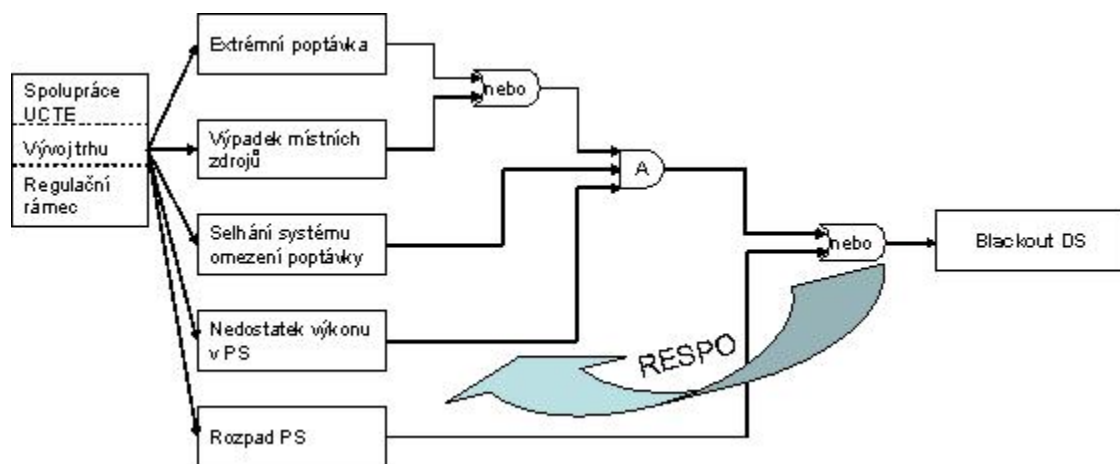 Extrémní poptávka
Spolupráce
UCTE
Vývoj trhu
Regulační
rámec
nebo
Výpadek místních
zdrojů
A
Selhání systému
omezení poptávky
nebo
Blackout DS
Nedostatek výkonu
v PS
RESPO
Rozpad PS